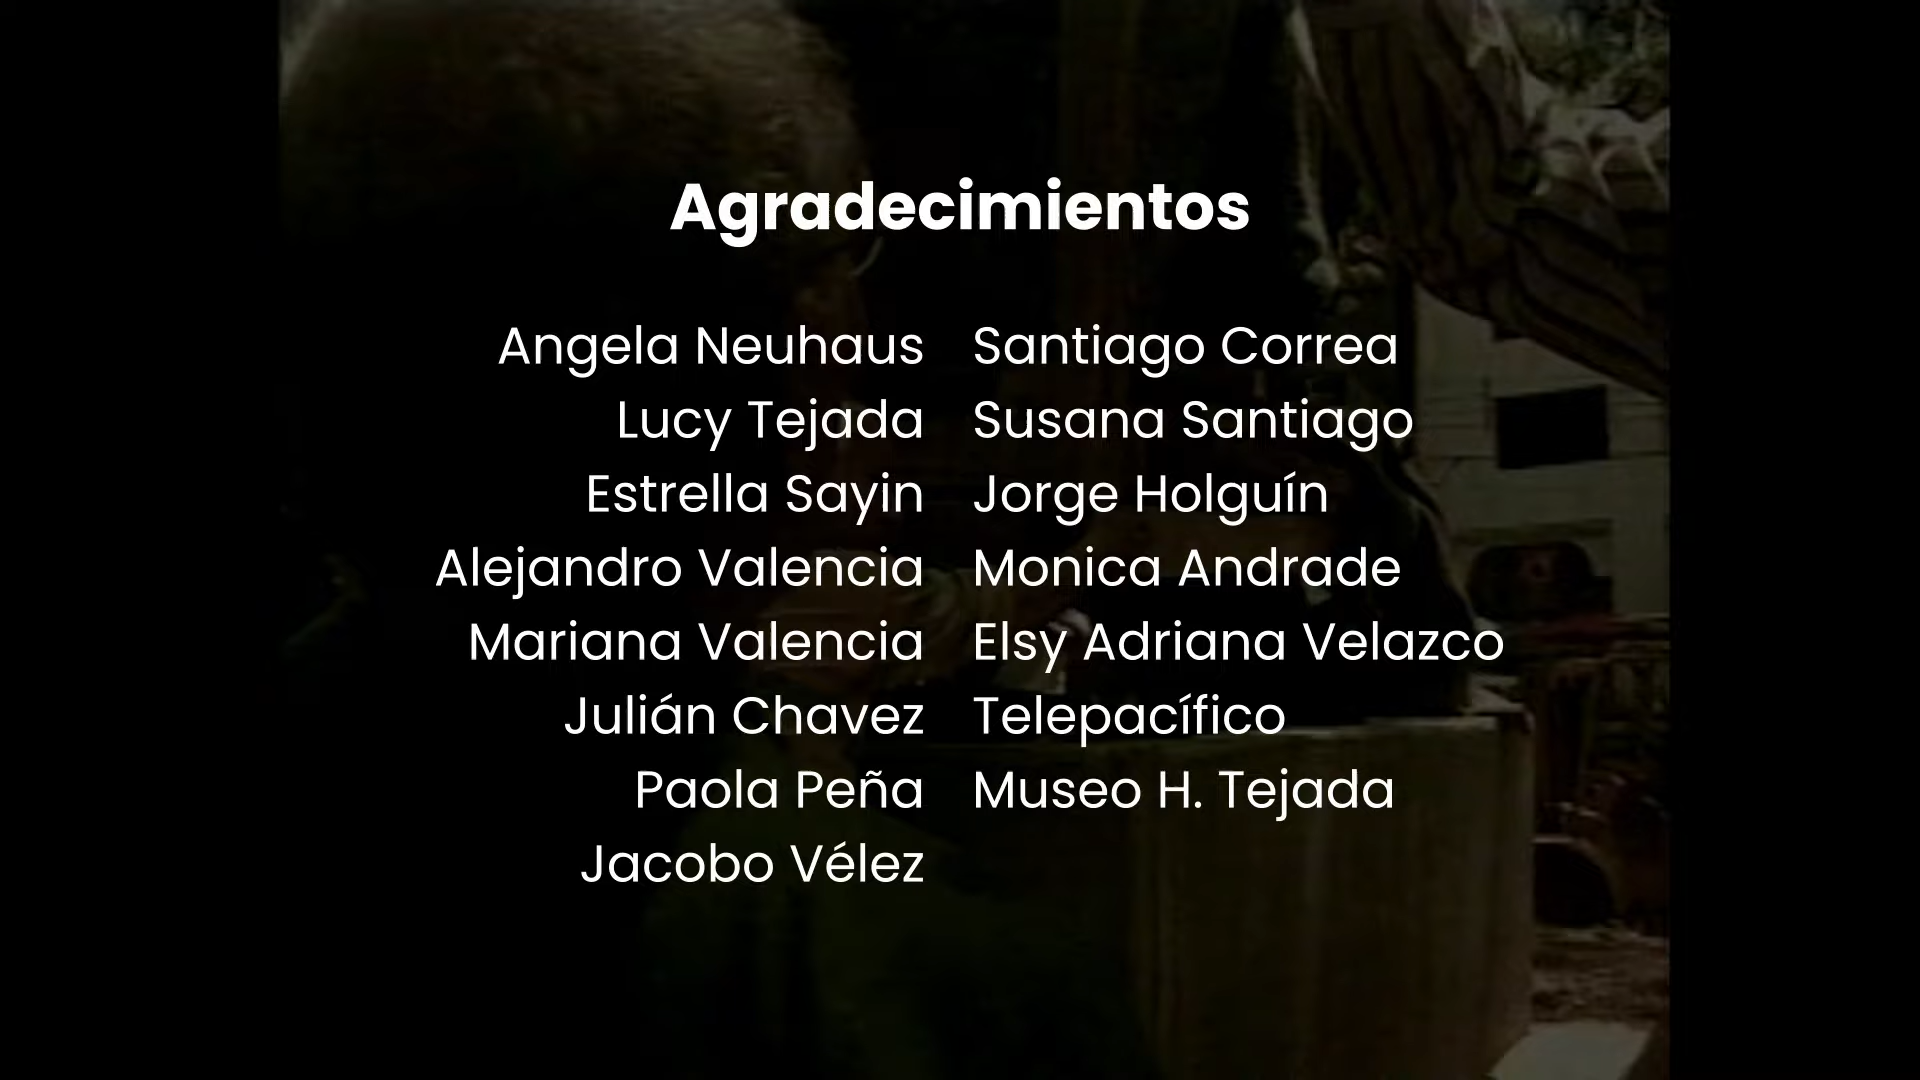 Agradecimientos
Angela Neuhaus
Lucy Tejada
Estrella Sayin
Alejandro Valencia
Mariana Valencia
Julián Chavez
Paola Peña
Jacobo Vélez
Santiago Correa
Susana Santiago
Jorge Holguín
Monica Andrade
Elsy Adriana Velazco
Telepacífico
Museo H. Tejada